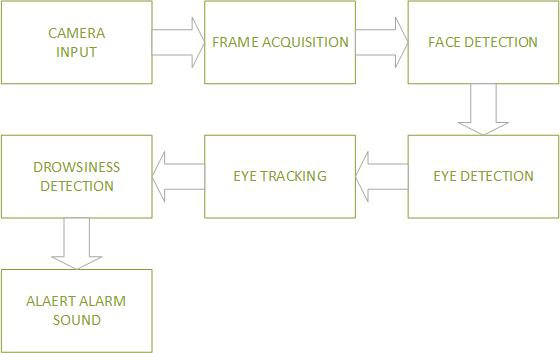 CAMERA
INPUT
FRAME ACQUISITION
FACE DETECTION
EYE DETECTION
EYE TRACKING
DROWSINESS
DETECTION
ALAERT ALARM
SOUND